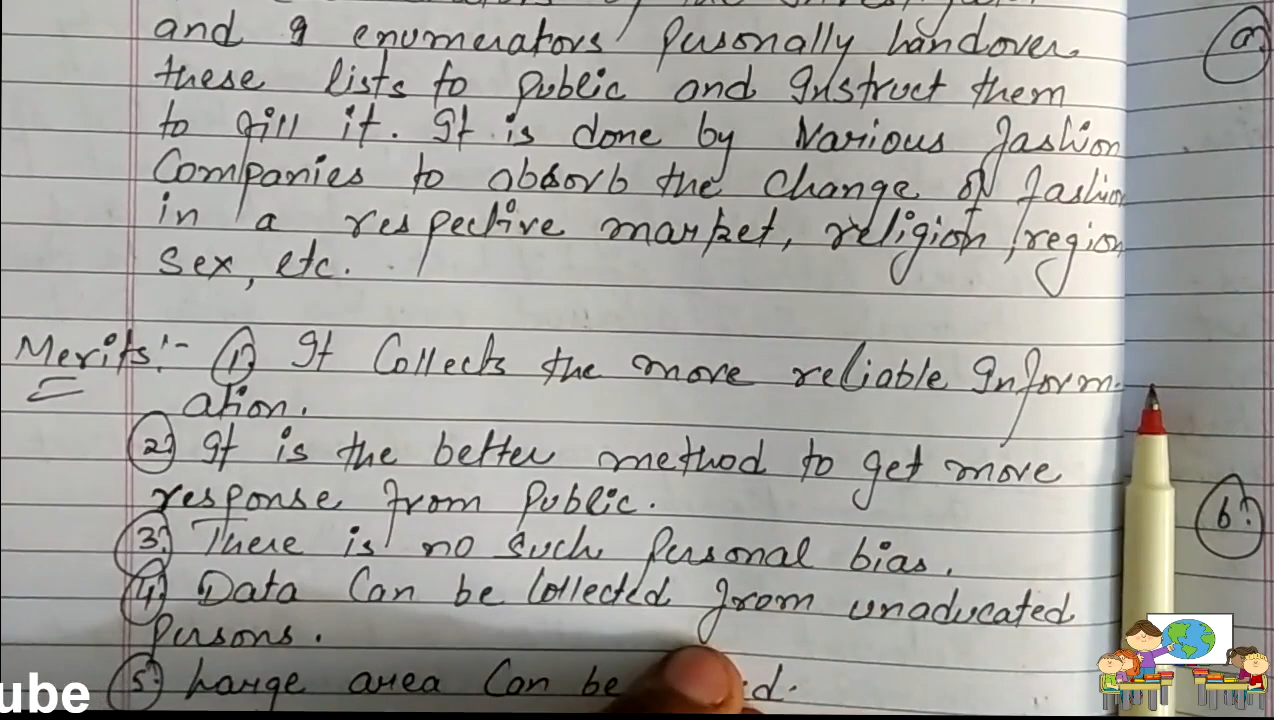 and a enumerators personally handover
these lists to public and Instruct them
to fill it. It is done by Various fashion
Companies to absorb the change of fashion
in a respective market, religion, region
sex, etc.
Merits:- (1) It Collects the more reliable Inform-
ation.
(2) It is the better method to get more
response from public.
(3) There is no such personal bias.
(4) Data Can be Collected from unaducated
persons.
(5) Large area Can be d.
a
b
ube